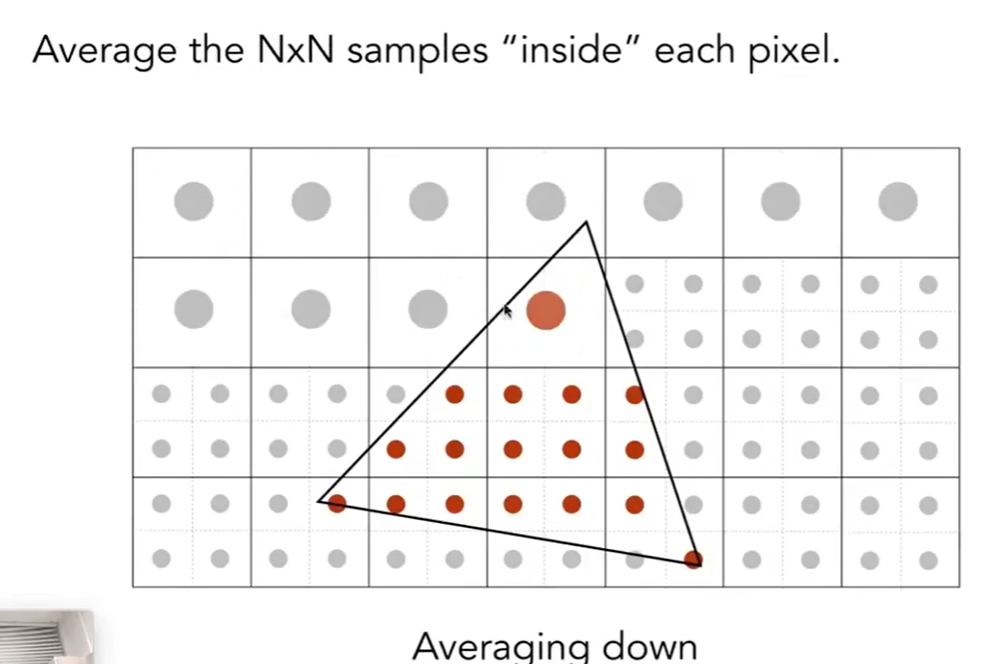 Average the NxN samples “inside” each pixel.
Averaging down